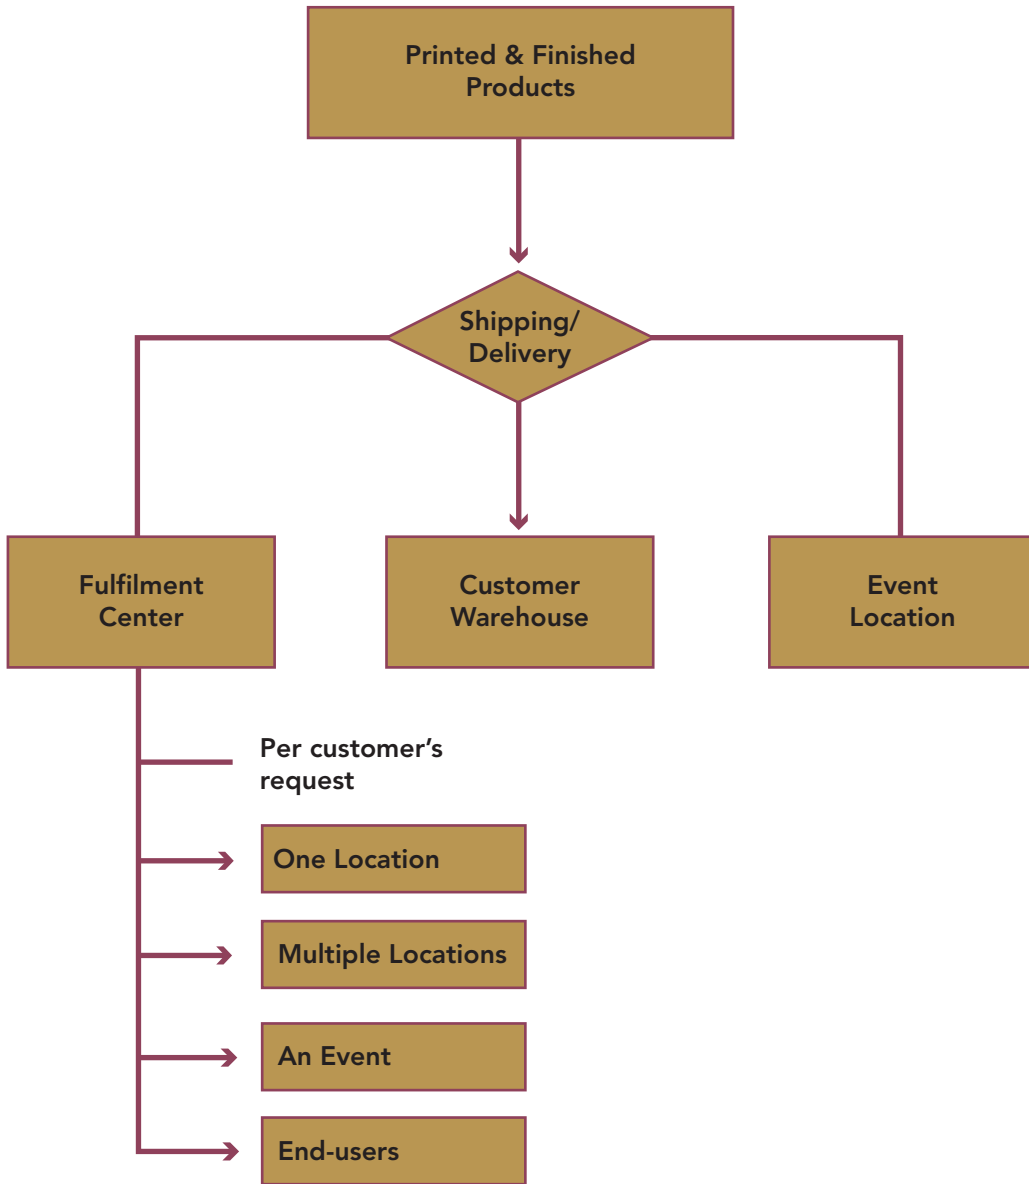 Printed & Finished
Products
Shipping/
Delivery
Fulfilment
Center
Customer
Warehouse
Event
Location
Per customer’s
request
One Location
Multiple Locations
An Event
End-users